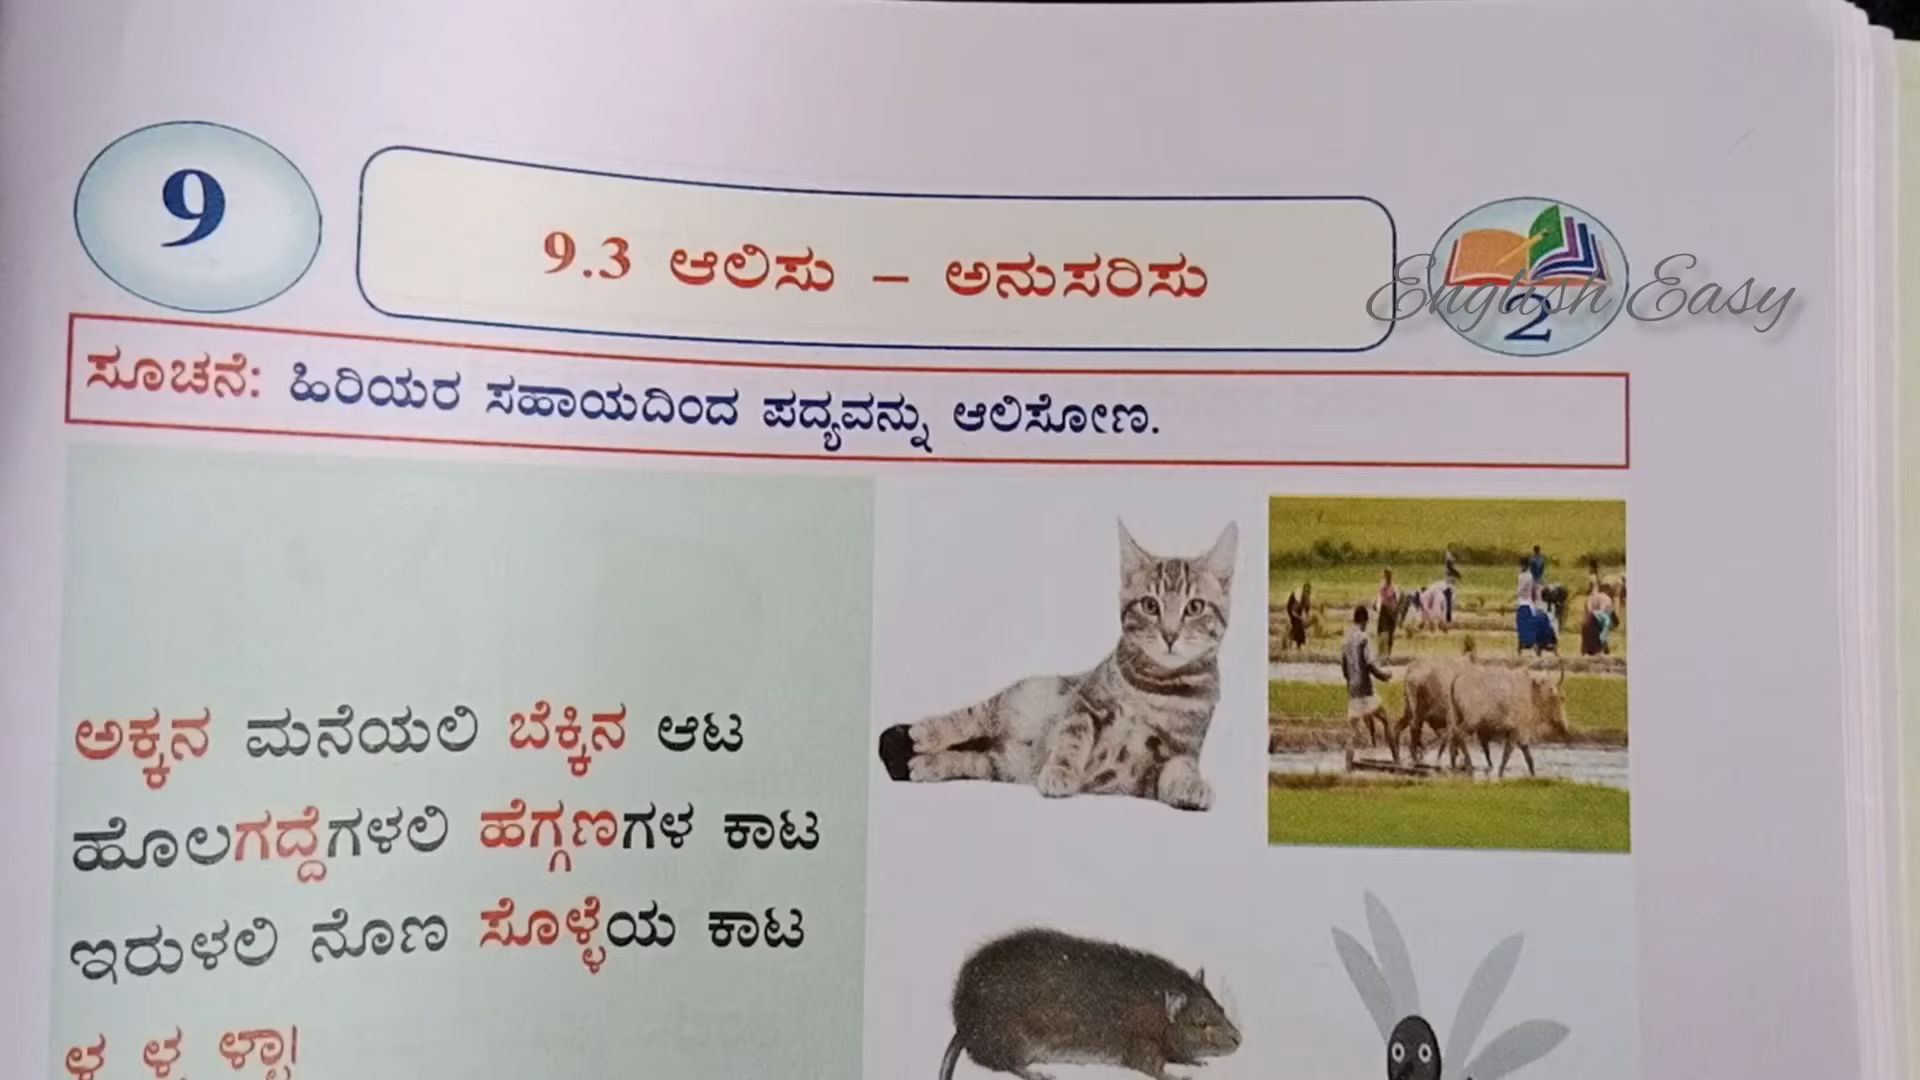 9
9.3 ಆಲಿಸು – ಅನುಸರಿಸು
English Easy
2
ಸೂಚನೆ: ಹಿರಿಯರ ಸಹಾಯದಿಂದ ಪದ್ಯವನ್ನು ಆಲಿಸೋಣ.
ಅಕ್ಕನ ಮನೆಯಲಿ ಬೆಕ್ಕಿನ ಆಟ
ಹೊಲಗದ್ದೆಗಳಲಿ ಹೆಗ್ಗಣಗಳ ಕಾಟ
ಇರುಳಲಿ ನೊಣ ಸೊಳ್ಳೆಯ ಕಾಟ